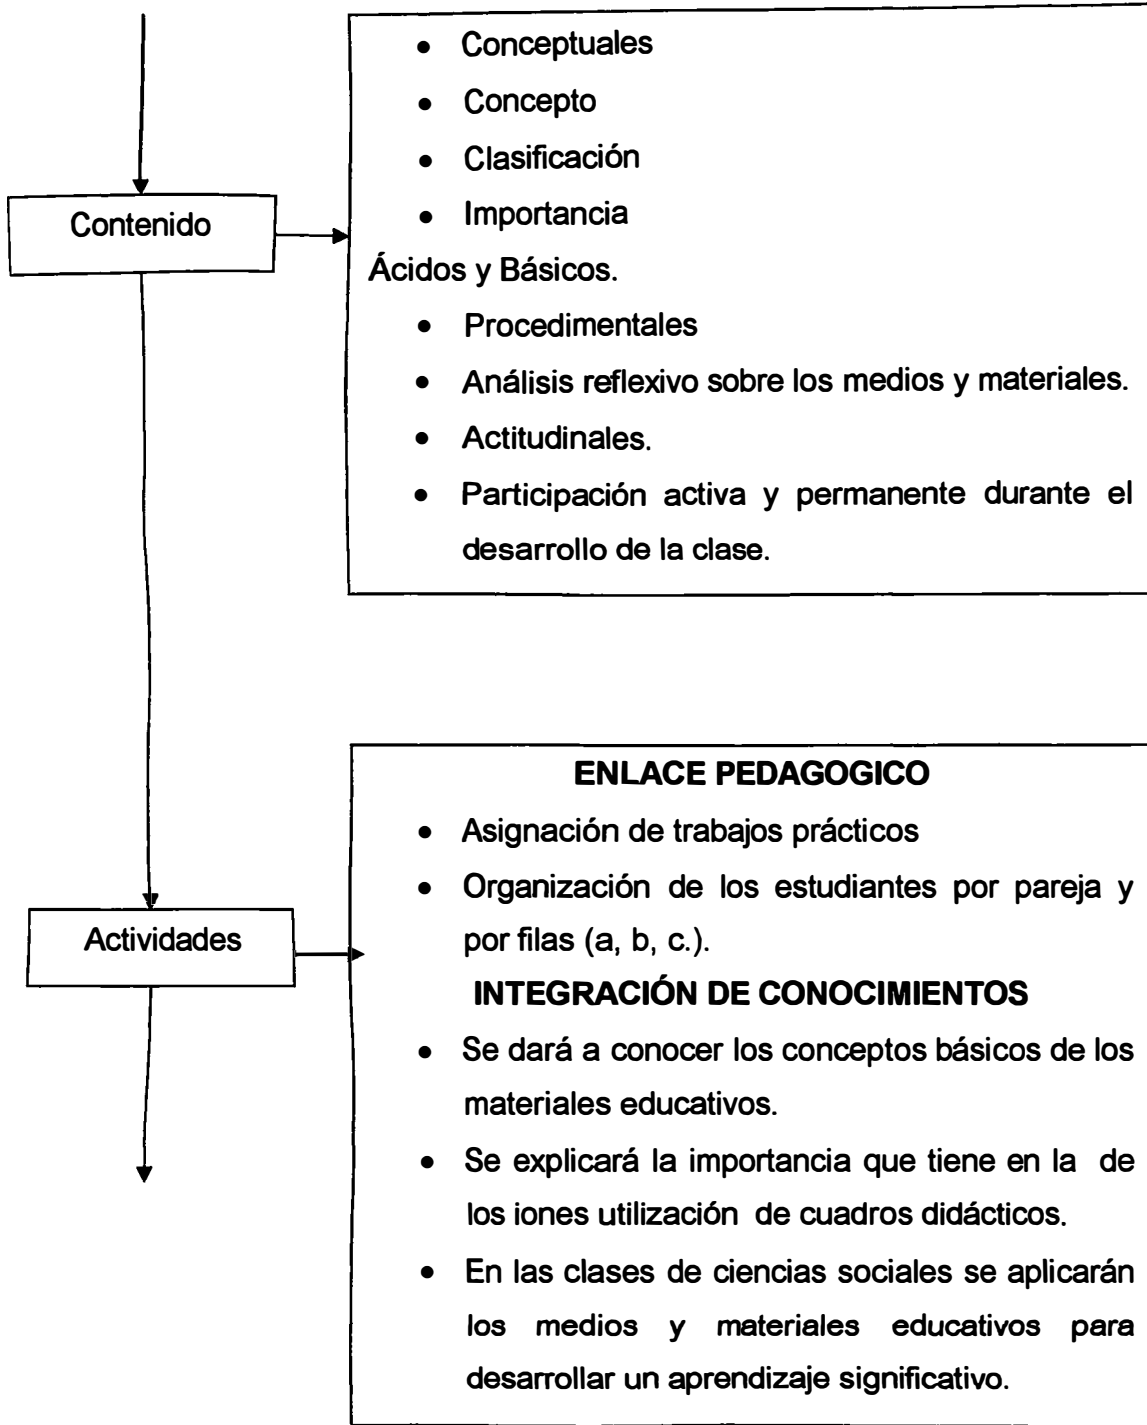 • Conceptuales
• Concepto
• Clasificación
• Importancia
Contenido
Ácidos y Básicos.
• Procedimentales
• Análisis reflexivo sobre los medios y materiales.
• Actitudinales.
• Participación activa y permanente durante el
desarrollo de la clase.
ENLACE PEDAGOGICO
• Asignación de trabajos prácticos
• Organización de los estudiantes por pareja y
por filas (a, b, c.).
Actividades
INTEGRACIÓN DE CONOCIMIENTOS
• Se dará a conocer los conceptos básicos de los
materiales educativos.
• Se explicará la importancia que tiene en la de
los iones utilización de cuadros didácticos.
• En las clases de ciencias sociales se aplicarán
los medios y materiales educativos para
desarrollar un aprendizaje significativo.